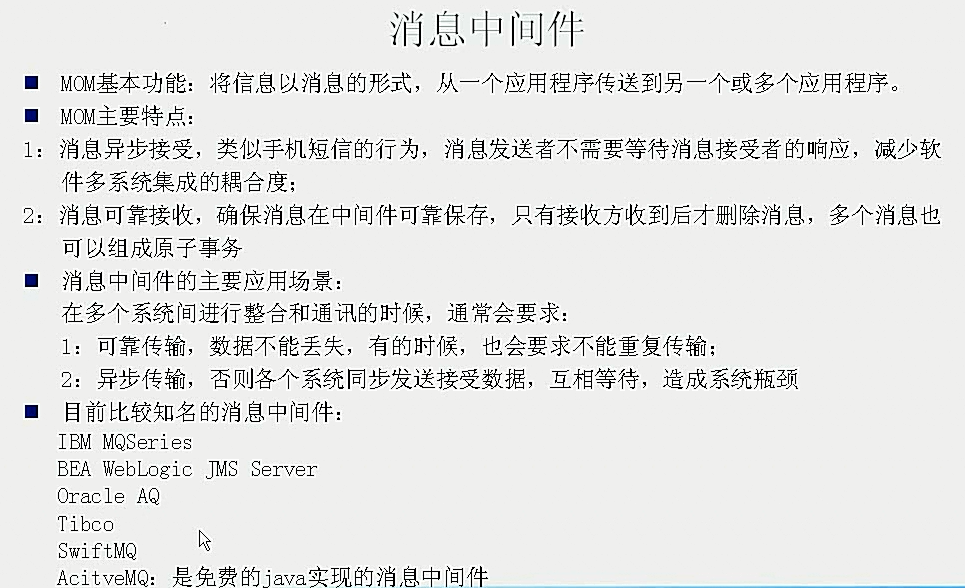 消息中间件
MOM基本功能：将信息以消息的形式，从一个应用程序传送到另一个或多个应用程序。
MOM主要特点：
1：消息异步接受，类似手机短信的行为，消息发送者不需要等待消息接受者的响应，减少软
件多系统集成的耦合度；
2：消息可靠接收，确保消息在中间件可靠保存，只有接收方收到后才删除消息，多个消息也
可以组成原子事务
消息中间件的主要应用场景：
在多个系统间进行整合和通讯的时候，通常会要求：
1：可靠传输，数据不能丢失，有的时候，也会要求不能重复传输；
2：异步传输，否则各个系统同步发送接受数据，互相等待，造成系统瓶颈
目前比较知名的消息中间件：
IBM MQSeries
BEA WebLogic JMS Server
Oracle AQ
Tibco
SwiftMQ
AcitveMQ：是免费的java实现的消息中间件